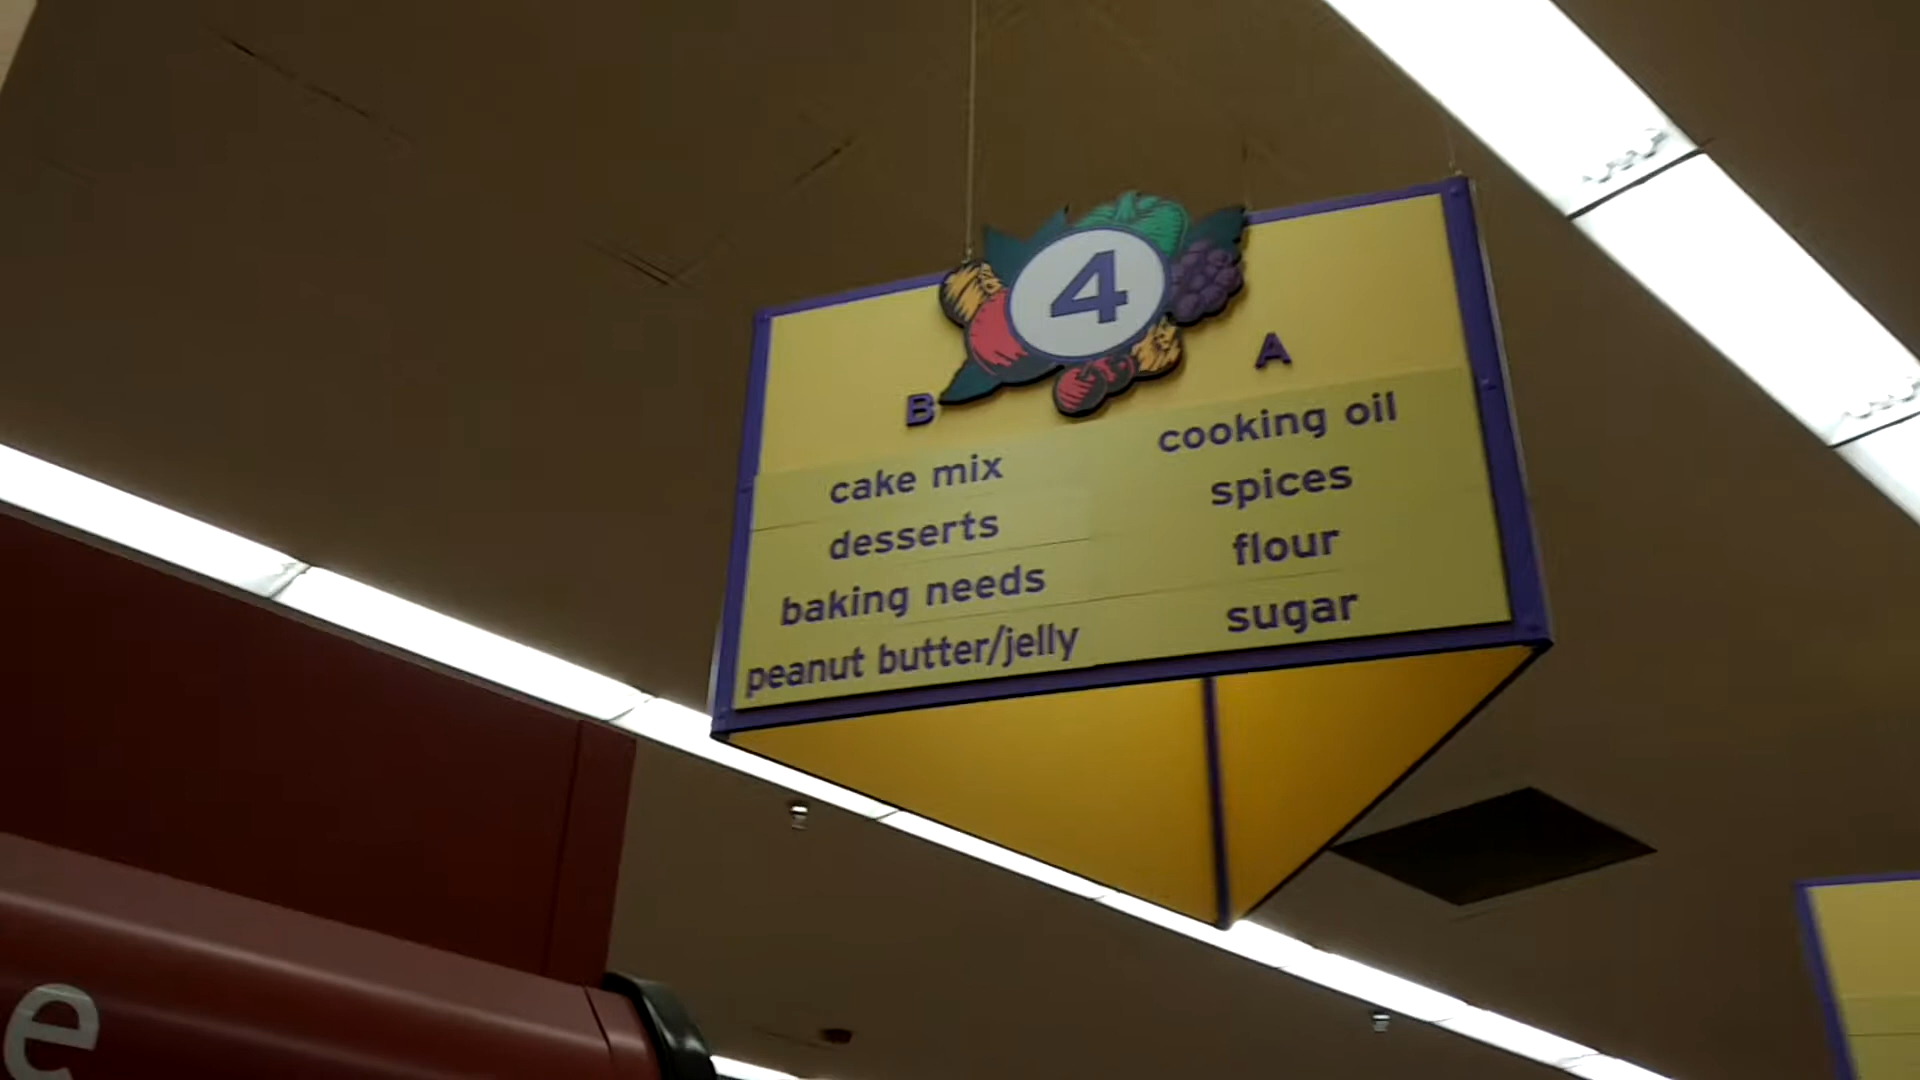 4
B
cake mix
desserts
baking needs
peanut butter/jelly
A
cooking oil
spices
flour
sugar
e